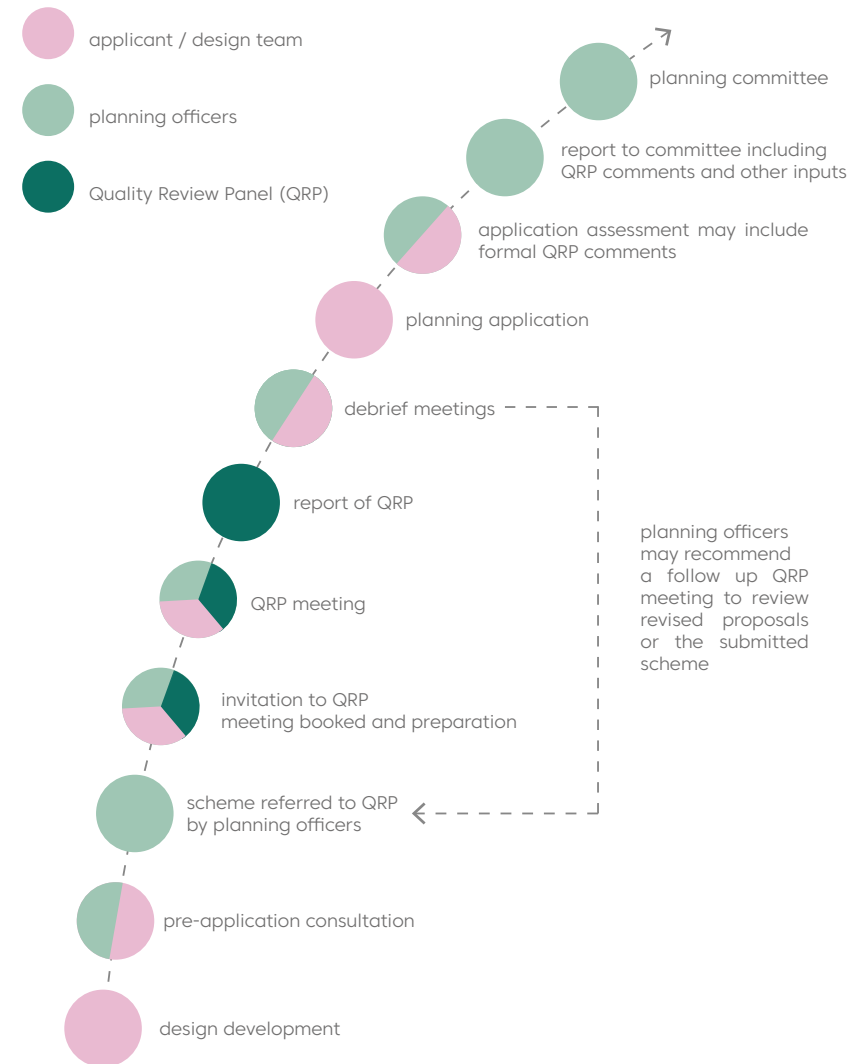 applicant / design team
planning officers
Quality Review Panel (QRP)
planning committee
report to committee including
QRP comments and other inputs
application assessment may include
formal QRP comments
planning application
debrief meetings
report of QRP
planning officers
may recommend
a follow up QRP
meeting to review
revised proposals
or the submitted
scheme
QRP meeting
invitation to QRP
meeting booked and preparation
scheme referred to QRP
by planning officers
pre-application consultation
design development